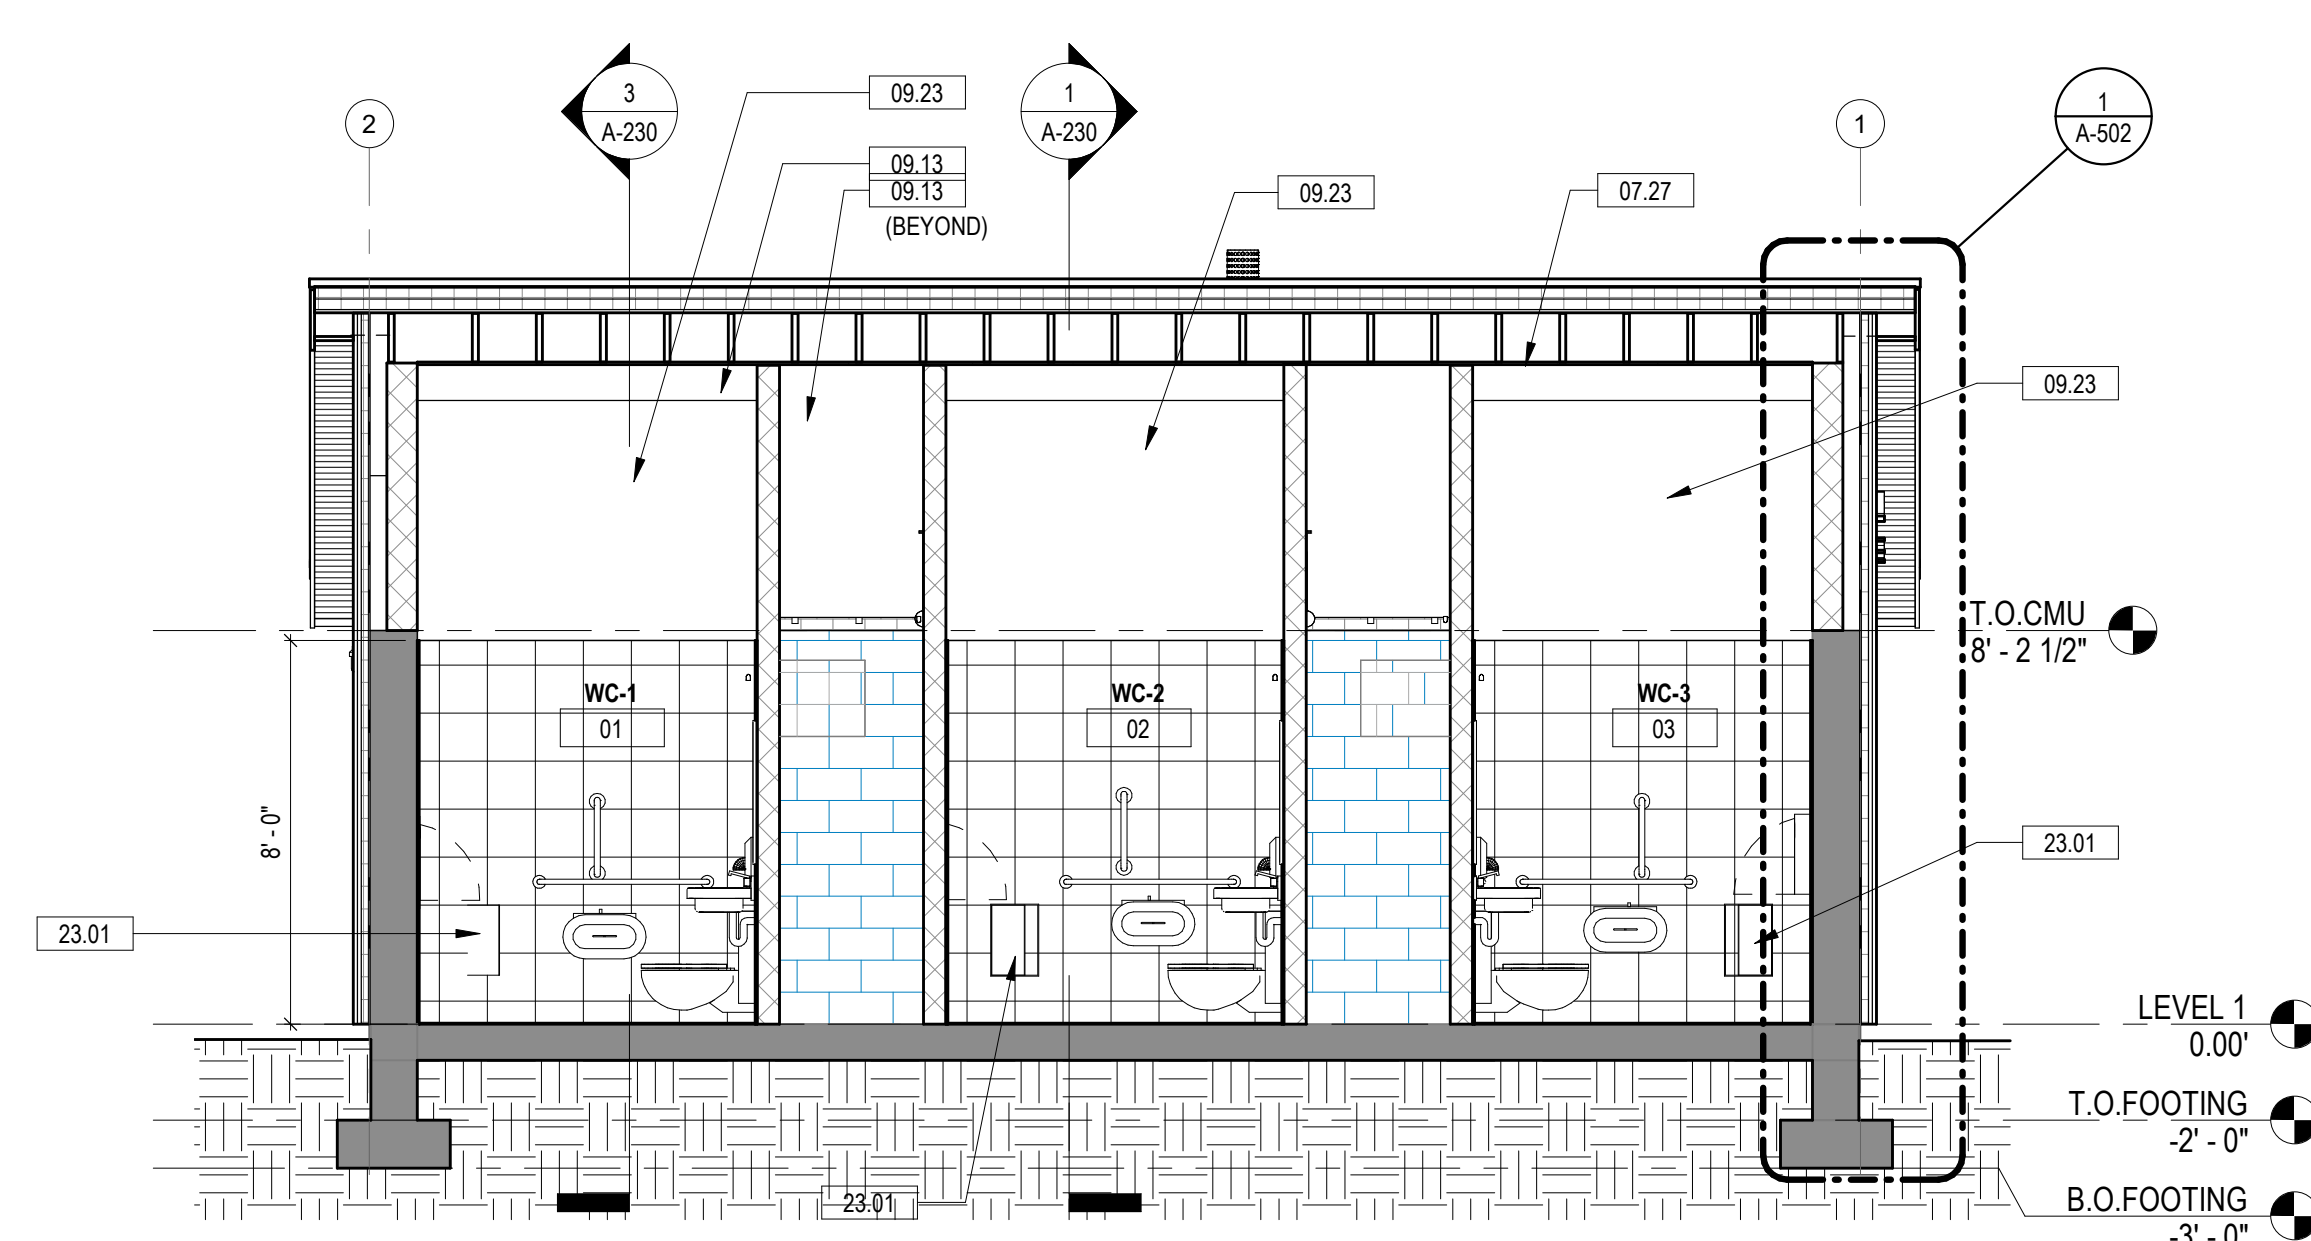 3
A-230
1
A-230
1
A-502
2
1
09.23
09.13
09.13
(BEYOND)
09.23
07.27
09.23
T.O.CMU
8' - 2 1/2"
WC-1
01
WC-2
02
WC-3
03
8' - 0"
23.01
23.01
23.01
LEVEL 1
0.00'
T.O.FOOTING
-2' - 0"
B.O.FOOTING
-3' - 0"